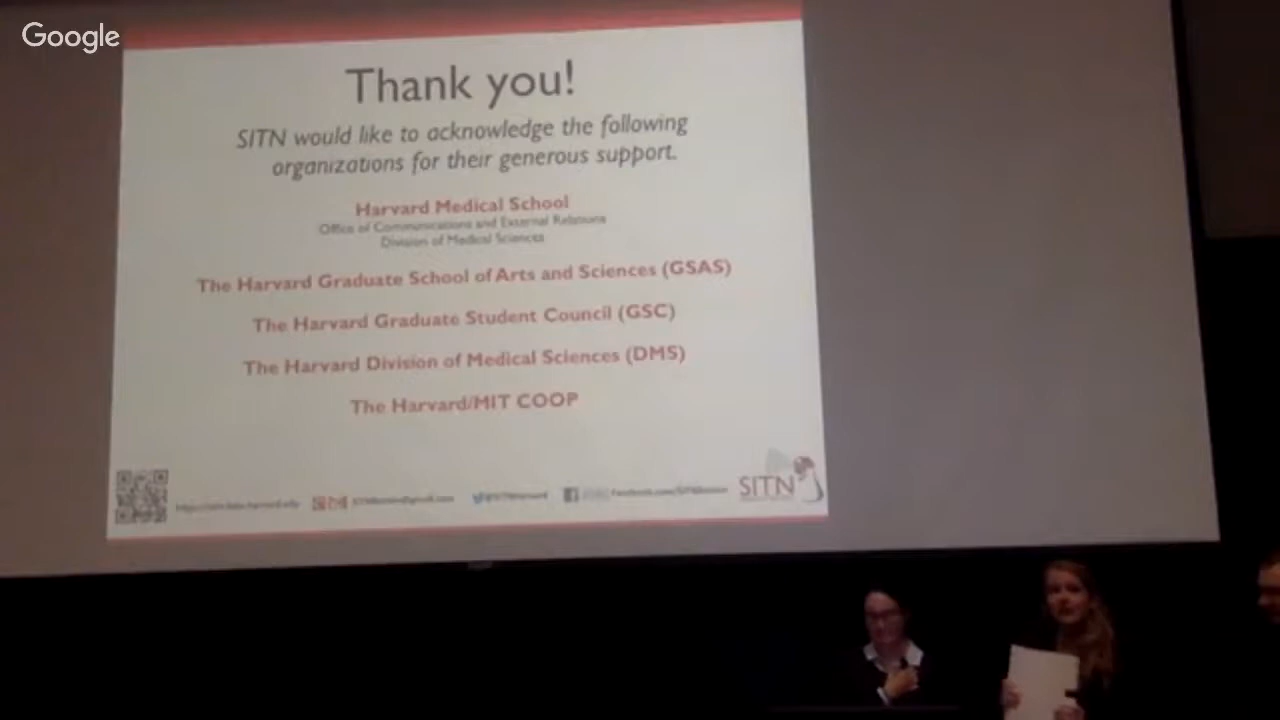 Google
Thank you!
SITN would like to acknowledge the following
organizations for their generous support.
Harvard Medical School
Office of Communications and External Relations
Division of Medical Sciences
The Harvard Graduate School of Arts and Sciences (GSAS)
The Harvard Graduate Student Council (GSC)
The Harvard Division of Medical Sciences (DMS)
The Harvard/MIT COOP
SITN